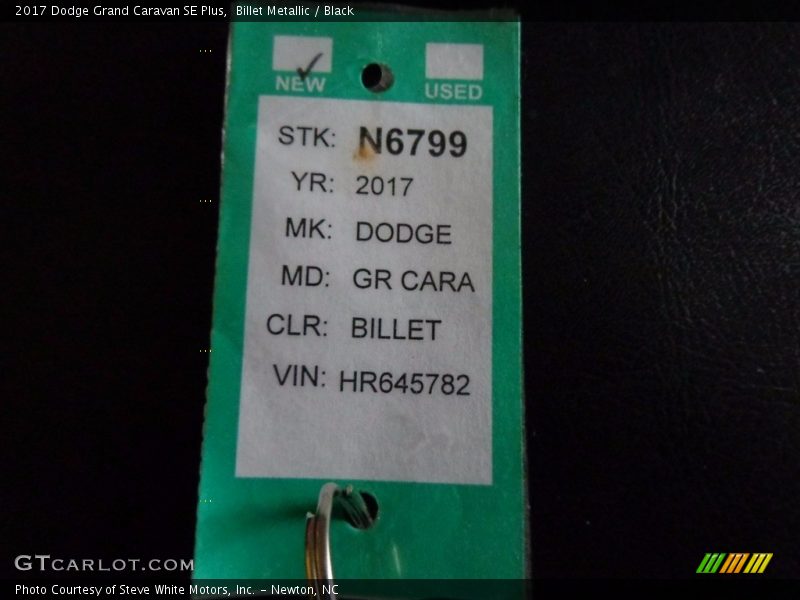 2017 Dodge Grand Caravan SE Plus, Billet Metallic / Black
NEW
USED
STK: N6799
YR: 2017
MK: DODGE
MD: GR CARA
CLR: BILLET
VIN: HR645782
GTCARLOT.COM
Photo Courtesy of Steve White Motors, Inc. – Newton, NC